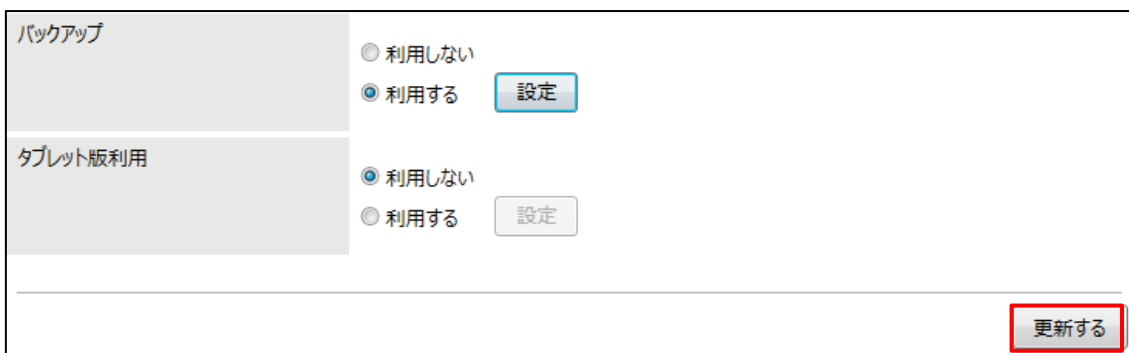 バックアップ
利用しない
利用する 設定
タブレット版利用
利用しない
利用する 設定
更新する